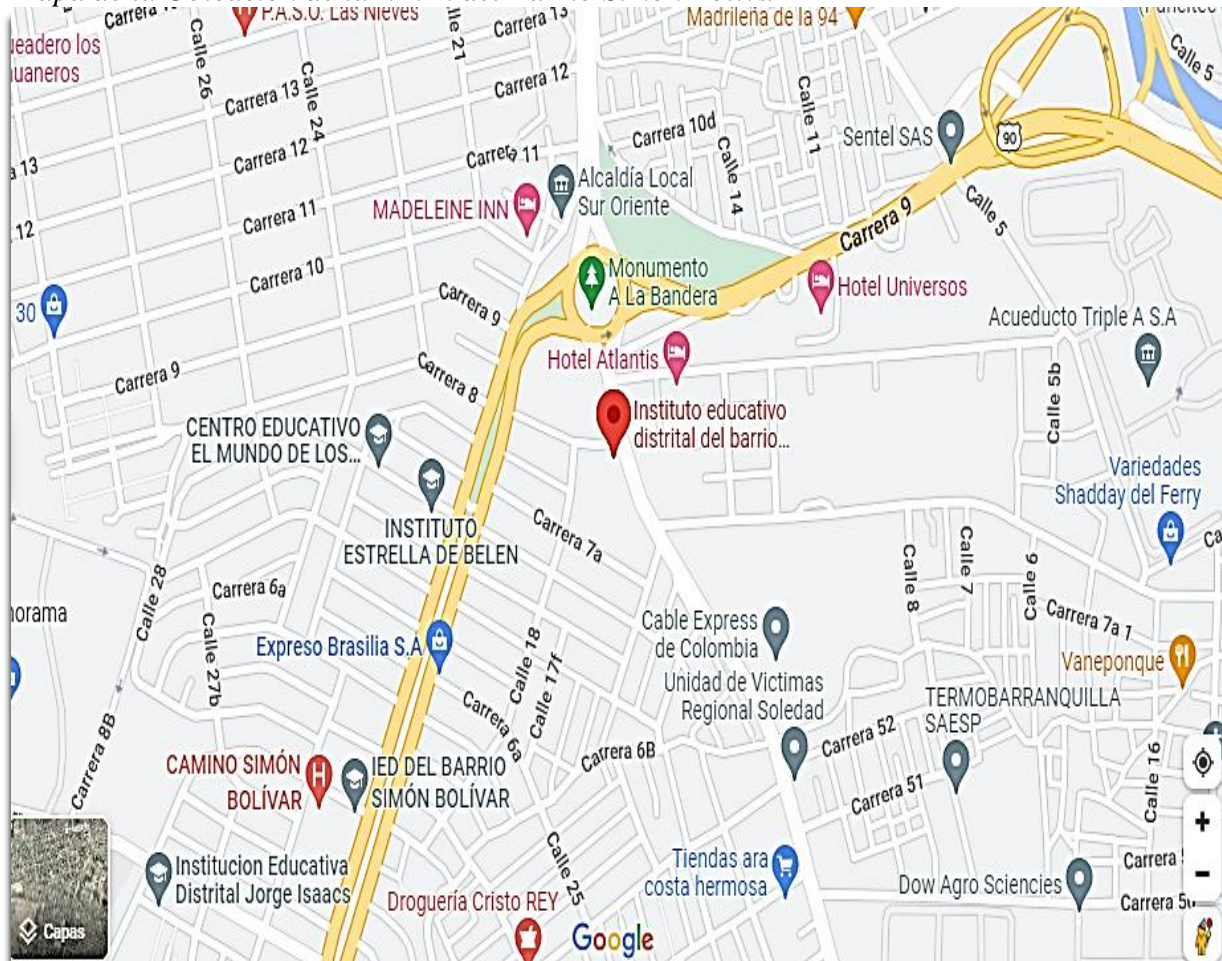 P.A.S.O. Las Nieves
Madrileña de la 94
Calle 5
Calle 26
Calle 24
Calle 21
Carrera 13
Carrera 12
Carrera 13
Carrera 12
Carrera 11
Carrera 10d
Calle 11
Calle 14
Sentel SAS
90
Calle 5
a 13
12
Carrera 11
Carrera 10
MADELEINE INN
Alcaldía Local
Sur Oriente
Carrera 9
Monumento
A La Bandera
Hotel Universos
30
Carrera 9
Carrera 9
Carrera 8
Hotel Atlantis
Acueducto Triple A S.A
Calle 5b
CENTRO EDUCATIVO
EL MUNDO DE LOS...
Instituto educativo
distrital del barrio...
INSTITUTO
ESTRELLA DE BELEN
Carrera 7a
Variedades
Shadday del Ferry
Calle 28
Carrera 6a
Calle 8
Calle 7
Calle 6
Carrera 7a 1
Calle 27b
Expreso Brasilia S.A
Calle 18
Calle 17f
Cable Express
de Colombia
Unidad de Victimas
Regional Soledad
Vaneponque
TERMOBARRANQUILLA
SAESP
Carrera 6a
Carrera 6B
Carrera 52
Carrera 51
Calle 16
Carrera 8B
CAMINO SIMÓN
BOLÍVAR
IED DEL BARRIO
SIMÓN BOLÍVAR
Calle 25
Institucion Educativa
Distrital Jorge Isaacs
Tiendas ara
costa hermosa
Dow Agro Sciencies
Carrera
Carrera
Droguería Cristo REY
Capas
Google